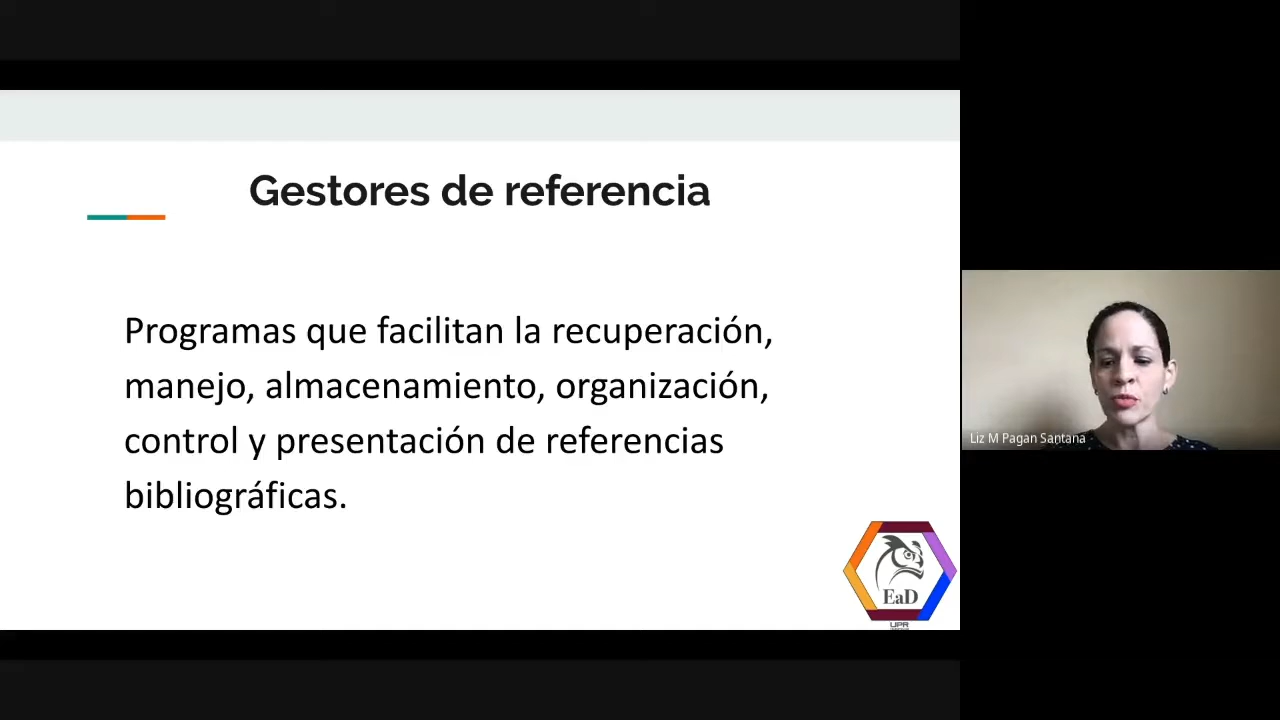 Gestores de referencia
Programas que facilitan la recuperación,
manejo, almacenamiento, organización,
control y presentación de referencias
bibliográficas.
EaD
UPR
Liz M Pagan Santana